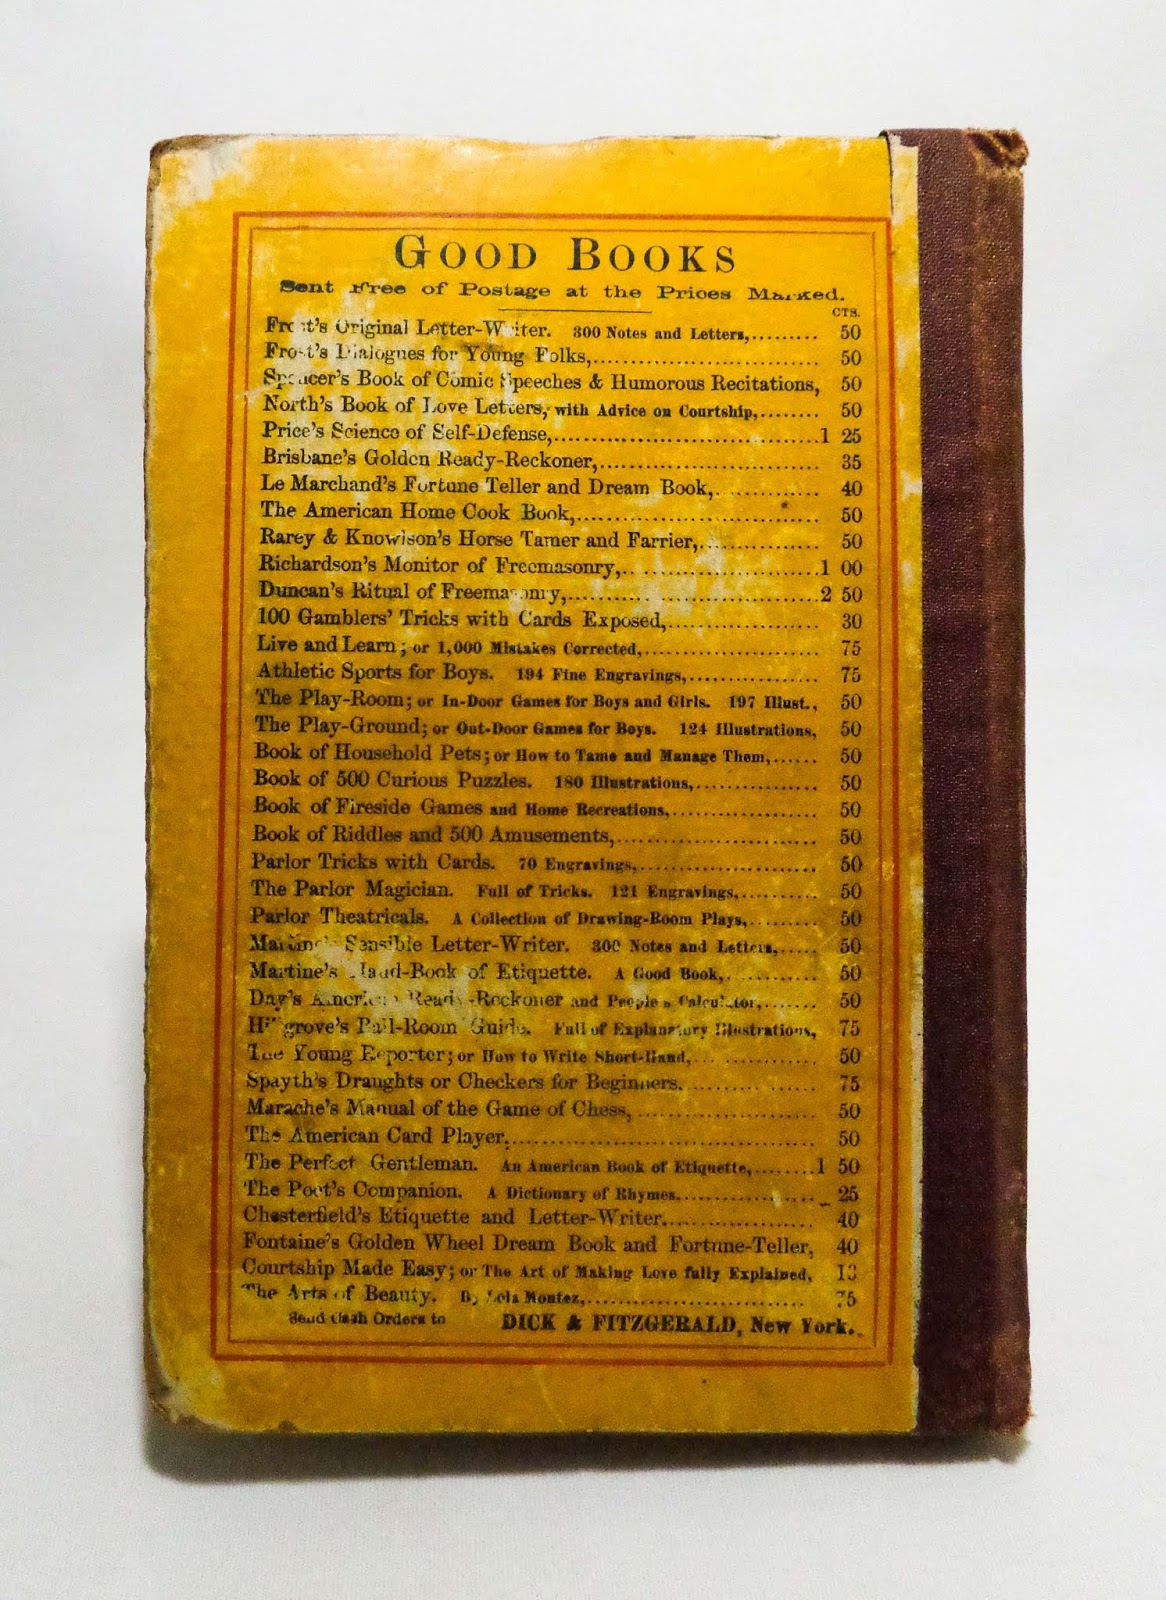 GOOD BOOKS
Sent Free of Postage at the Prices Marked.
CTS.
Frost's Original Letter-Writer. 300 Notes and Letters,......... 50
Frost's Dialogues for Young Folks,.............................. 50
Spencer's Book of Comic Speeches & Humorous Recitations, 50
North's Book of Love Letters, with Advice on Courtship,........ 50
Price's Science of Self-Defense,...................................1 25
Brisbane's Golden Ready-Reckoner,............................. 35
Le Marchand's Fortune Teller and Dream Book,............. 40
The American Home Cook Book,................................ 50
Rarey & Knowlson's Horse Tamer and Farrier,............... 50
Richardson's Monitor of Freemasonry,..........................1 00
Duncan's Ritual of Freemasonry,.................................2 50
100 Gamblers' Tricks with Cards Exposed,.................... 30
Live and Learn; or 1,000 Mistakes Corrected,...................... 75
Athletic Sports for Boys. 194 Fine Engravings,................. 75
The Play-Room; or In-Door Games for Boys and Girls. 197 Illust., 50
The Play-Ground; or Out-Door Games for Boys. 124 Illustrations, 50
Book of Household Pets; or How to Tame and Manage Them,...... 50
Book of 500 Curious Puzzles. 180 Illustrations,................ 50
Book of Fireside Games and Home Recreations,................... 50
Book of Riddles and 500 Amusements,.......................... 50
Parlor Tricks with Cards. 70 Engravings,....................... 50
The Parlor Magician. Full of Tricks. 121 Engravings,.......... 50
Parlor Theatricals. A Collection of Drawing-Room Plays,......... 50
Martine's Sensible Letter-Writer. 300 Notes and Letters,..... 50
Martine's Hand-Book of Etiquette. A Good Book,............ 50
Day's American Ready-Reckoner and People's Calculator,....... 50
Hillgrove's Ball-Room Guide. Full of Explanatory Illustrations, 75
The Young Reporter; or How to Write Short-Hand,............... 50
Spayth's Draughts or Checkers for Beginners................ 75
Marache's Manual of the Game of Chess,...................... 50
The American Card Player........................................ 50
The Perfect Gentleman. An American Book of Etiquette,........1 50
The Poet's Companion. A Dictionary of Rhymes.................. 25
Chesterfield's Etiquette and Letter-Writer.................... 40
Fontaine's Golden Wheel Dream Book and Fortune-Teller, 40
Courtship Made Easy; or The Art of Making Love fully Explained, 13
The Arts of Beauty. By Lola Montez,............................ 75
Send Cash Orders to DICK & FITZGERALD, New York.